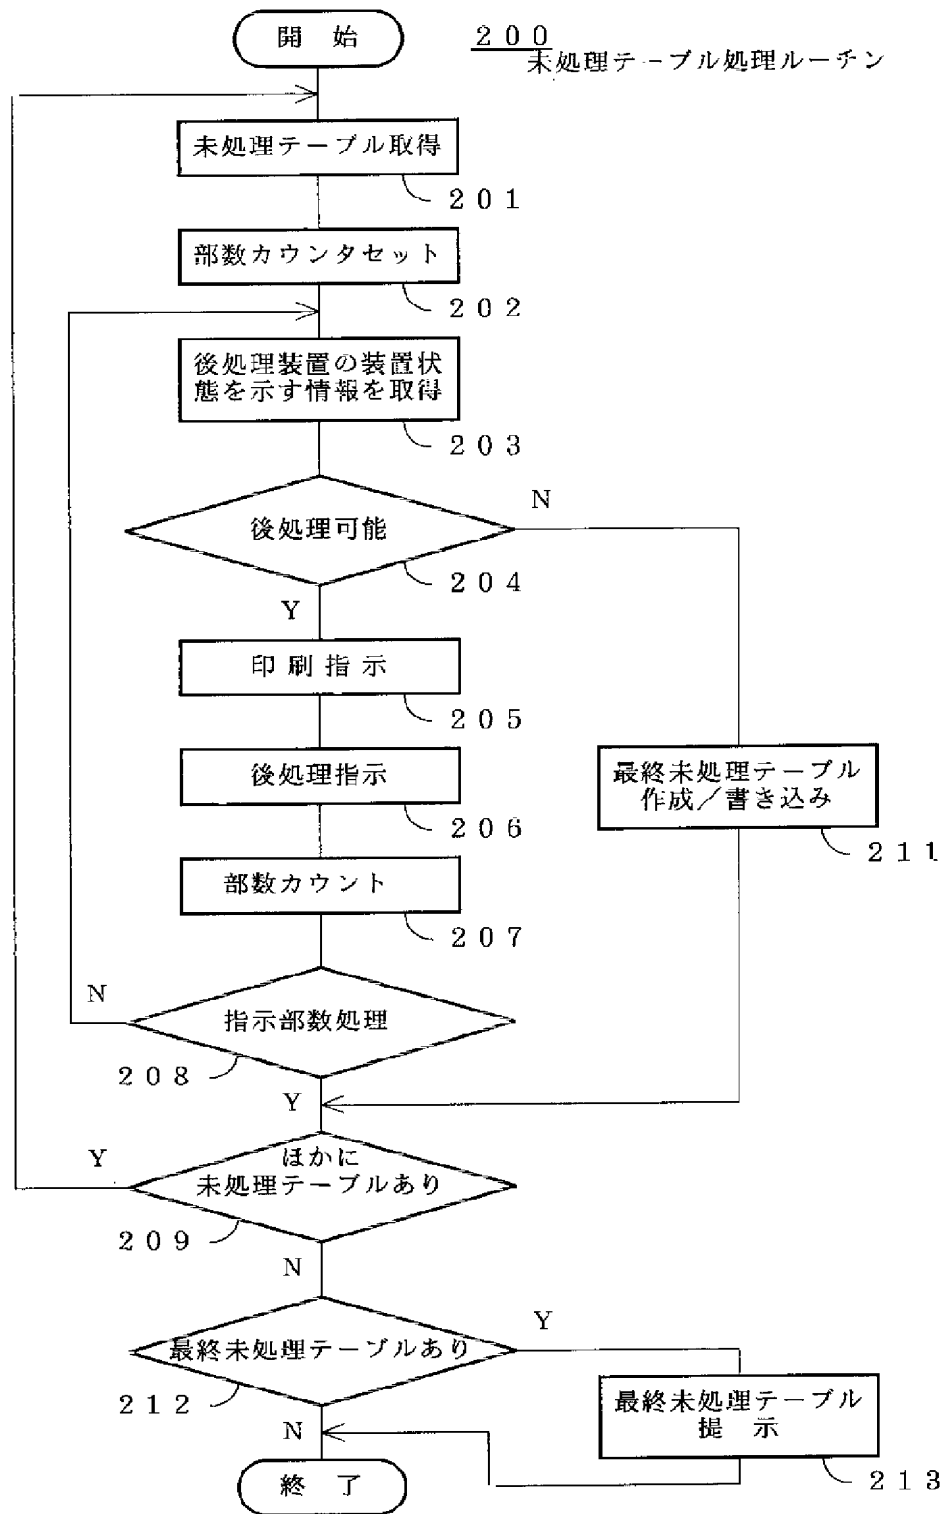 開　始
２００
未処理テーブル処理ルーチン
未処理テーブル取得
２０１
部数カウンタセット
２０２
後処理装置の装置状
態を示す情報を取得
２０３
後処理可能
N
２０４
Y
印 刷 指 示
２０５
後処理指示
２０６
最終未処理テーブル
作成／書き込み
２１１
部数カウント
２０７
N
指示部数処理
２０８
Y
Y
ほかに
未処理テーブルあり
２０９
N
Y
最終未処理テーブルあり
２１２
最終未処理テーブル
提　示
２１３
N
終　了